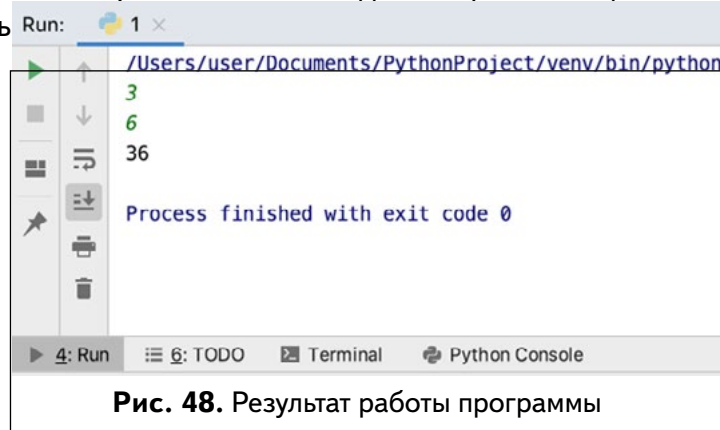 ь
Run: 1 ×
/Users/user/Documents/PythonProject/venv/bin/python
3
6
36
Process finished with exit code 0
4: Run 6: TODO Terminal Python Console
Рис. 48. Результат работы программы